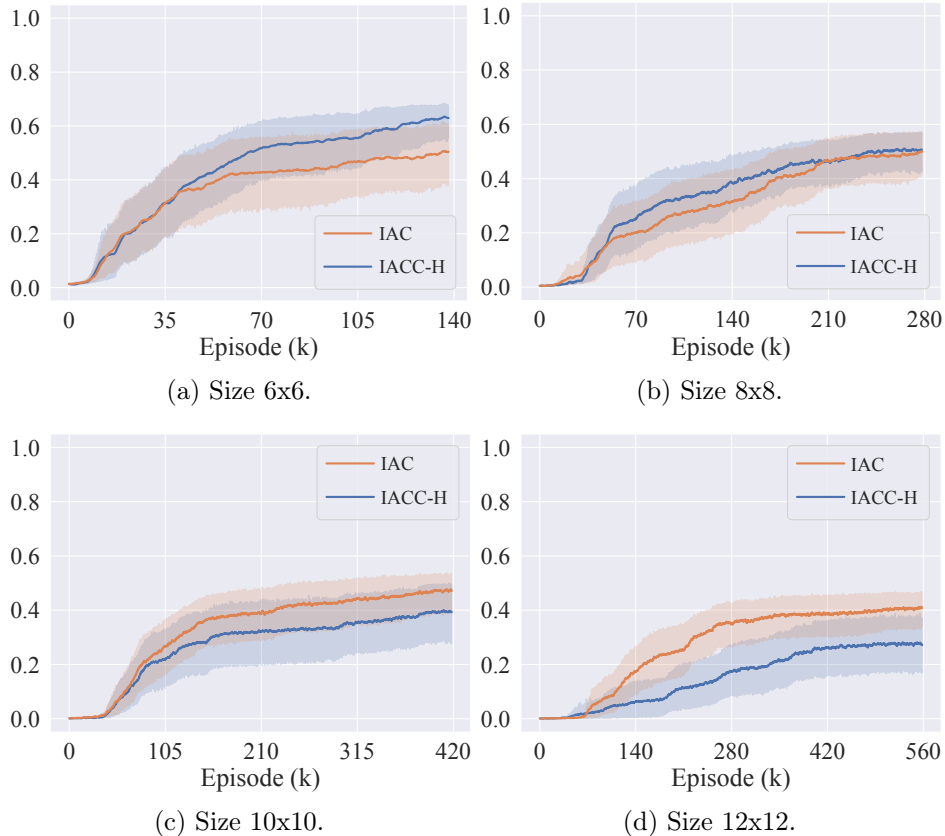 1.0
0.8
0.6
0.4
0.2
0.0
IAC
IACC-H
0 35 70 105 140
Episode (k)
(a) Size 6x6.
1.0
0.8
0.6
0.4
0.2
0.0
IAC
IACC-H
0 70 140 210 280
Episode (k)
(b) Size 8x8.
1.0
0.8
0.6
0.4
0.2
0.0
IAC
IACC-H
0 105 210 315 420
Episode (k)
(c) Size 10x10.
1.0
0.8
0.6
0.4
0.2
0.0
IAC
IACC-H
0 140 280 420 560
Episode (k)
(d) Size 12x12.